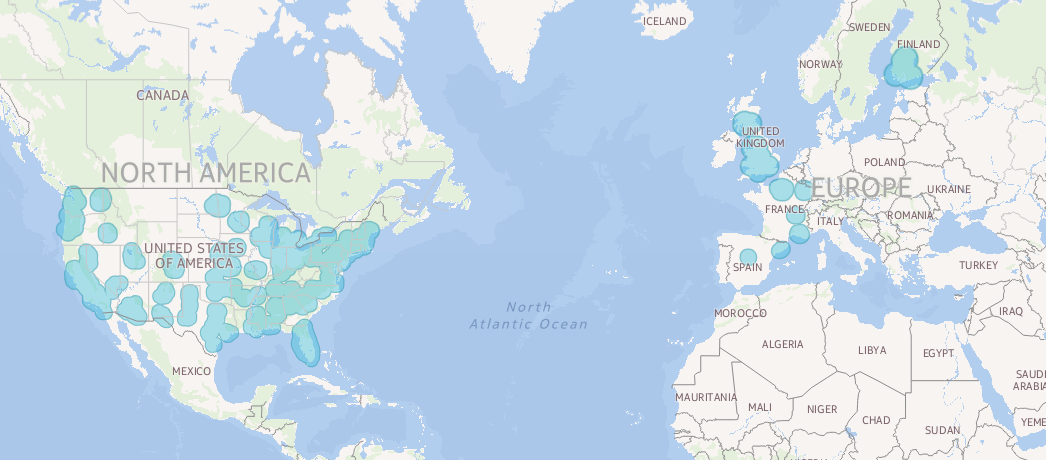 ICELAND
SWEDEN
FINLAND
NORWAY
CANADA
UNITED
KINGDOM
NORTH AMERICA
POLAND
EUROPE
UKRAINE
FRANCE
ITALY
ROMANIA
UNITED STATES
OF AMERICA
SPAIN
TURKEY
North
Atlantic Ocean
MOROCCO
IRAQ
ALGERIA
LIBYA
EGYPT
MEXICO
SAUDI
ARABIA
MAURITANIA
MALI
NIGER
CHAD
SUDAN
YEME